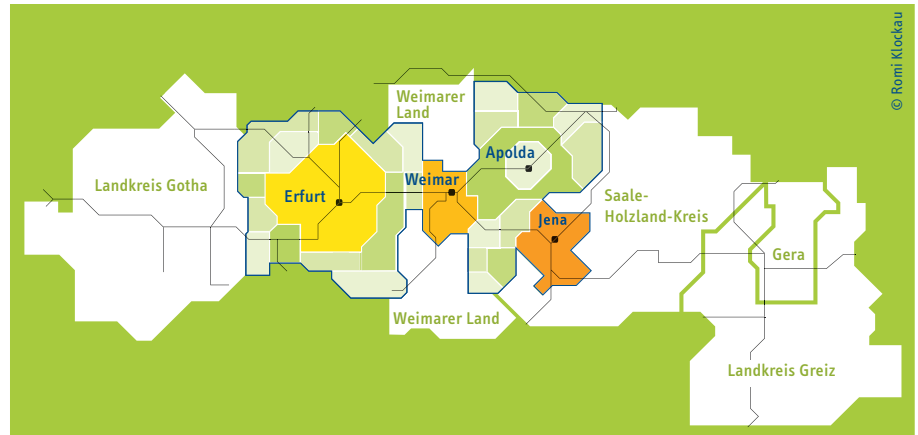 © Romi Klockau
Weimarer
Land
Apolda
Weimar
Landkreis Gotha
Erfurt
Saale-
Holzland-Kreis
Jena
Gera
Weimarer Land
Landkreis Greiz